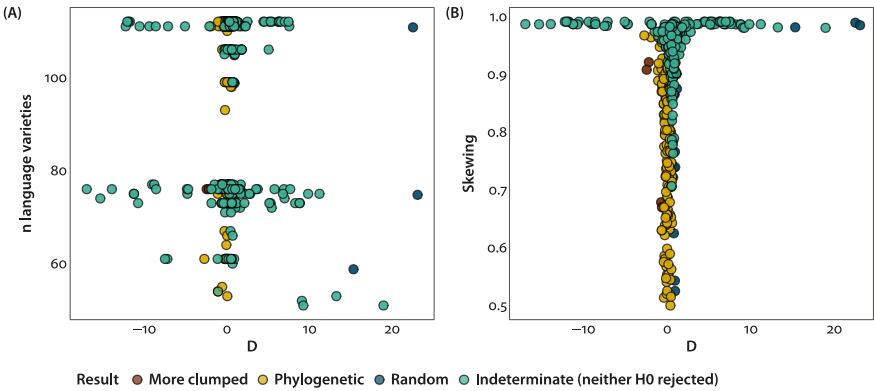 (A)
n language varieties
100
80
60
−10 0 10 20
D
(B)
Skewing
1.0
0.9
0.8
0.7
0.6
0.5
−10 0 10 20
D
Result More clumped Phylogenetic Random Indeterminate (neither H0 rejected)